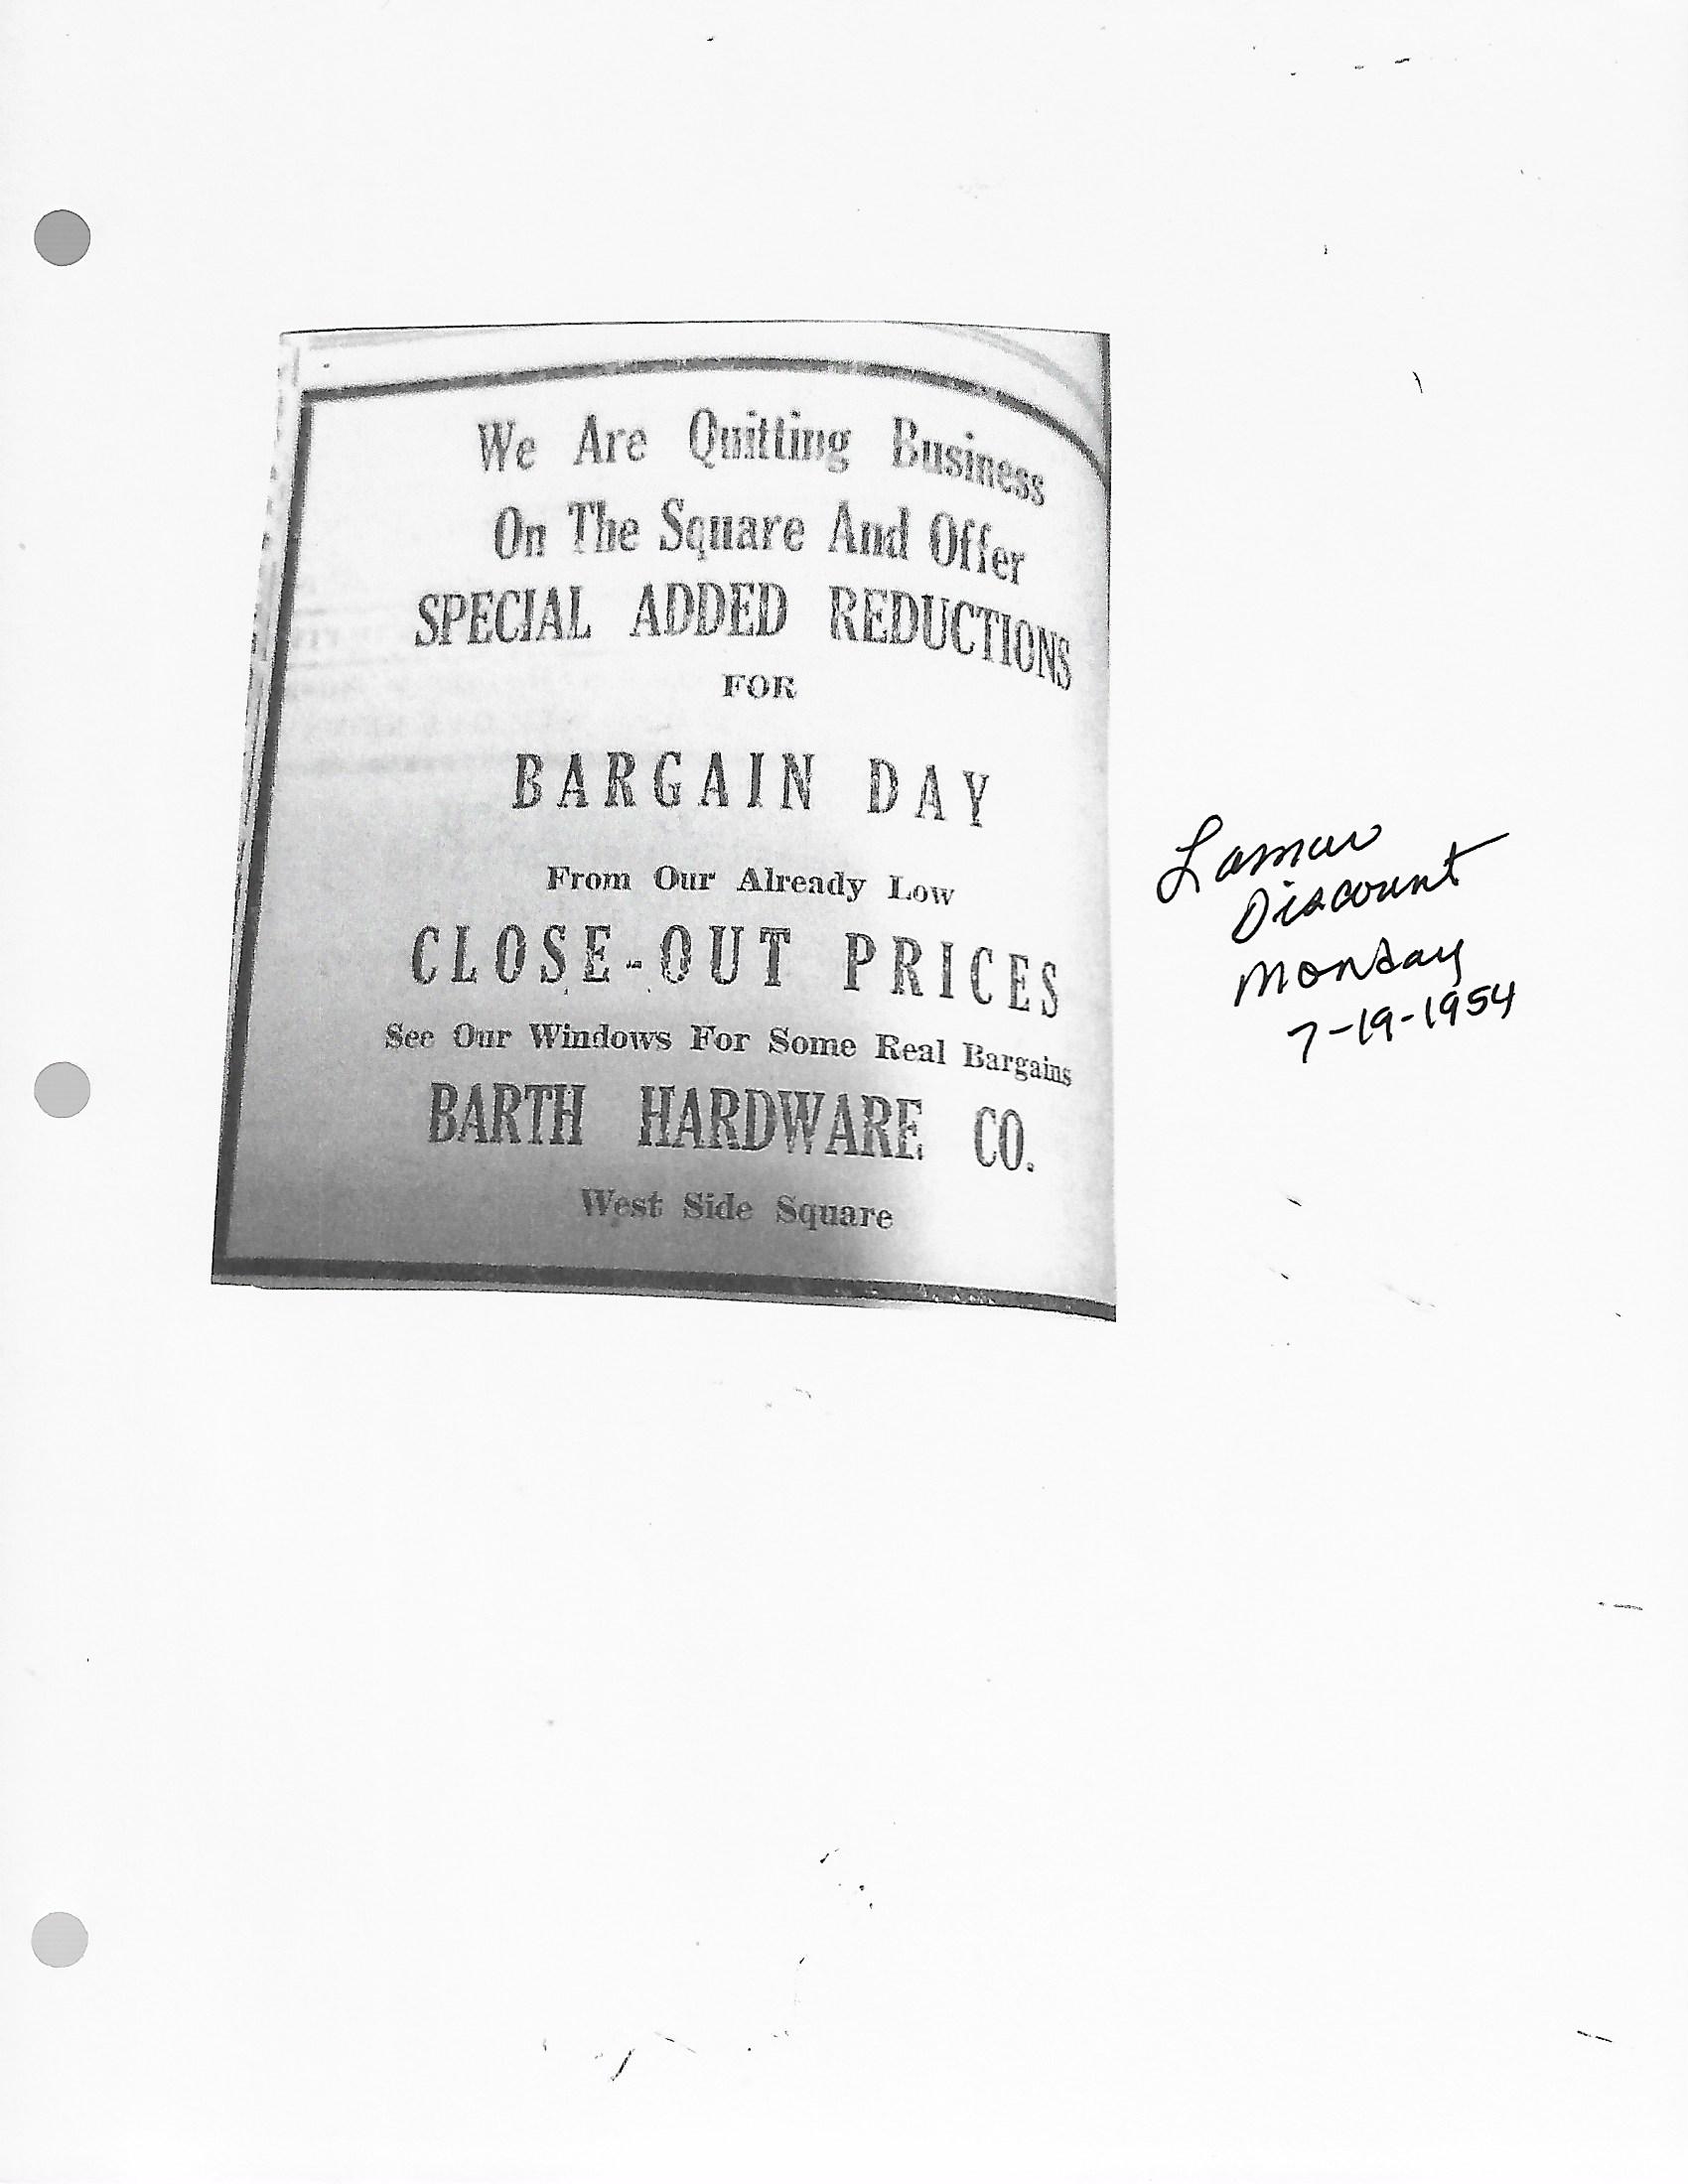 We Are Quitting Business
On The Square And Offer
SPECIAL ADDED REDUCTIONS
FOR
BARGAIN DAY
From Our Already Low
CLOSE-OUT PRICES
See Our Windows For Some Real Bargains
BARTH HARDWARE CO.
West Side Square
Lamar
Discount
Monday
7-19-1954